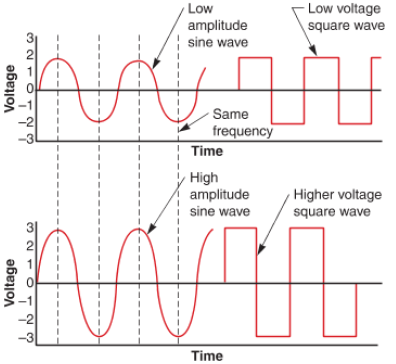 Low
amplitude
sine wave
Low voltage
square wave
3
2
1
0
−1
−2
−3
Voltage
Same
frequency
Time
High
amplitude
sine wave
Higher voltage
square wave
3
2
1
0
−1
−2
−3
Voltage
Time